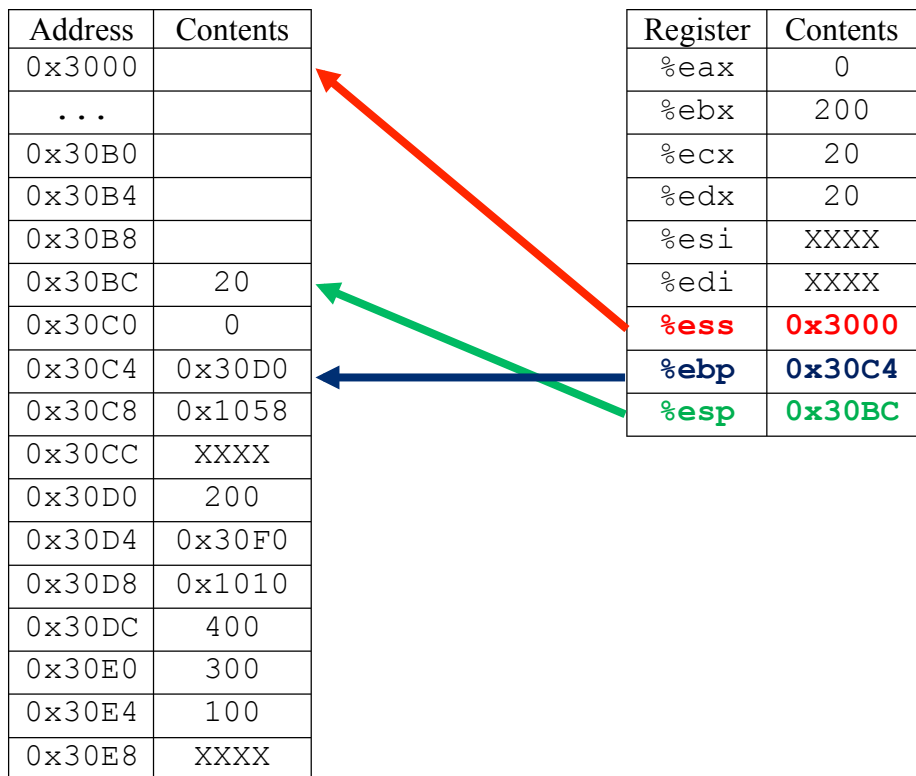 Address Contents
0x3000
...
0x30B0
0x30B4
0x30B8
0x30BC 20
0x30C0 0
0x30C4 0x30D0
0x30C8 0x1058
0x30CC XXXX
0x30D0 200
0x30D4 0x30F0
0x30D8 0x1010
0x30DC 400
0x30E0 300
0x30E4 100
0x30E8 XXXX
Register Contents
%eax 0
%ebx 200
%ecx 20
%edx 20
%esi XXXX
%edi XXXX
%ess 0x3000
%ebp 0x30C4
%esp 0x30BC